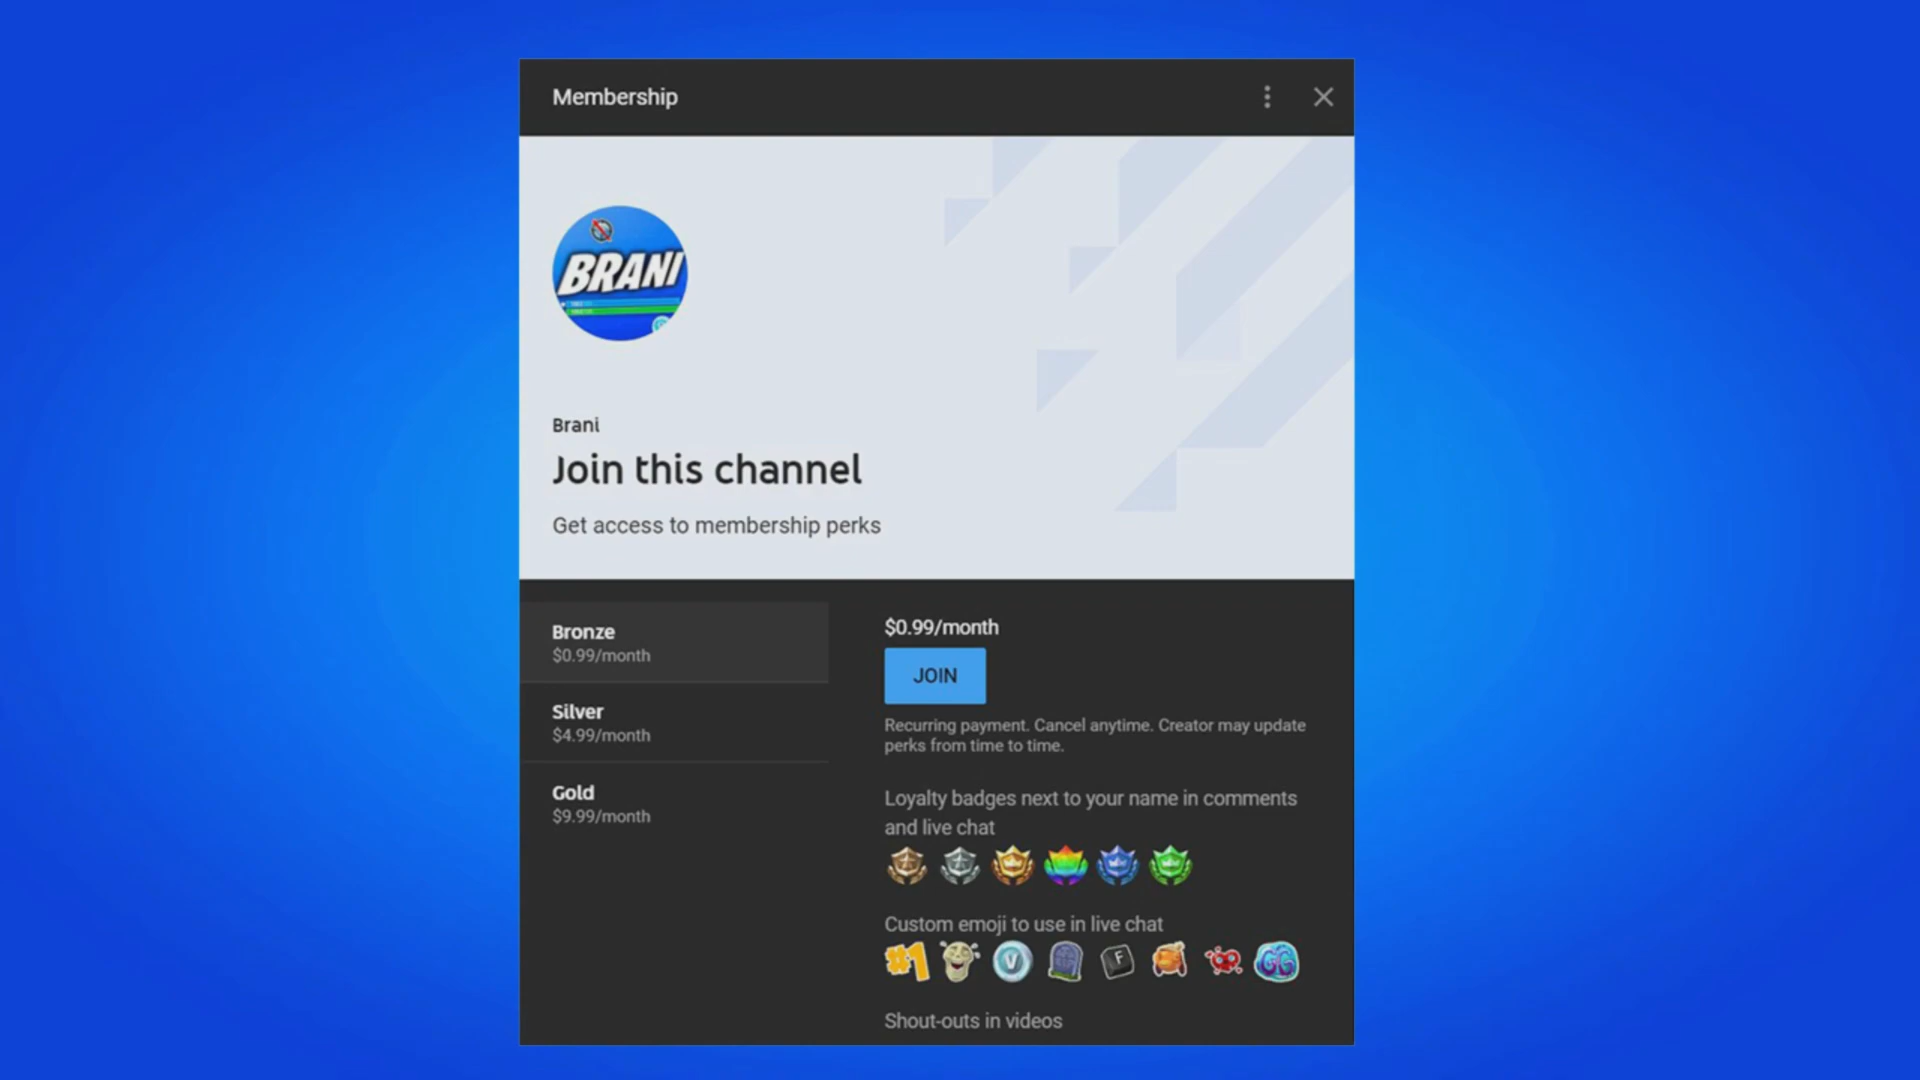 Membership
BRANI
Brani
Join this channel
Get access to membership perks
Bronze
$0.99/month
Silver
$4.99/month
Gold
$9.99/month
$0.99/month
JOIN
Recurring payment. Cancel anytime. Creator may update
perks from time to time.
Loyalty badges next to your name in comments
and live chat
Custom emoji to use in live chat
#1 V F GG
Shout-outs in videos